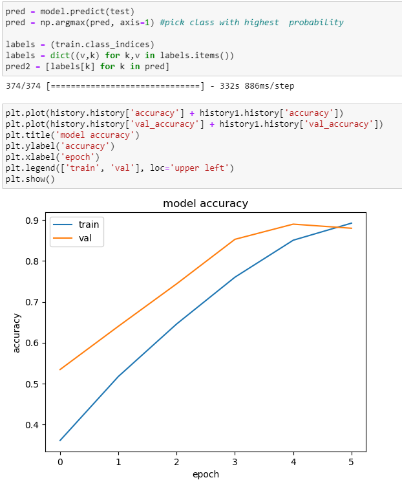 pred = model.predict(test)
pred = np.argmax(pred, axis=1) #pick class with highest  probability
labels = (train.class_indices)
labels = dict((v,k) for k,v in labels.items())
pred2 = [labels[k] for k in pred]
374/374 [==============================] - 332s 886ms/step
plt.plot(history.history['accuracy'] + history1.history['accuracy'])
plt.plot(history.history['val_accuracy'] + history1.history['val_accuracy'])
plt.title('model accuracy')
plt.ylabel('accuracy')
plt.xlabel('epoch')
plt.legend(['train', 'val'], loc='upper left')
plt.show()
model accuracy
train
val
0.9
0.8
0.7
0.6
0.5
0.4
accuracy
0 1 2 3 4 5
epoch